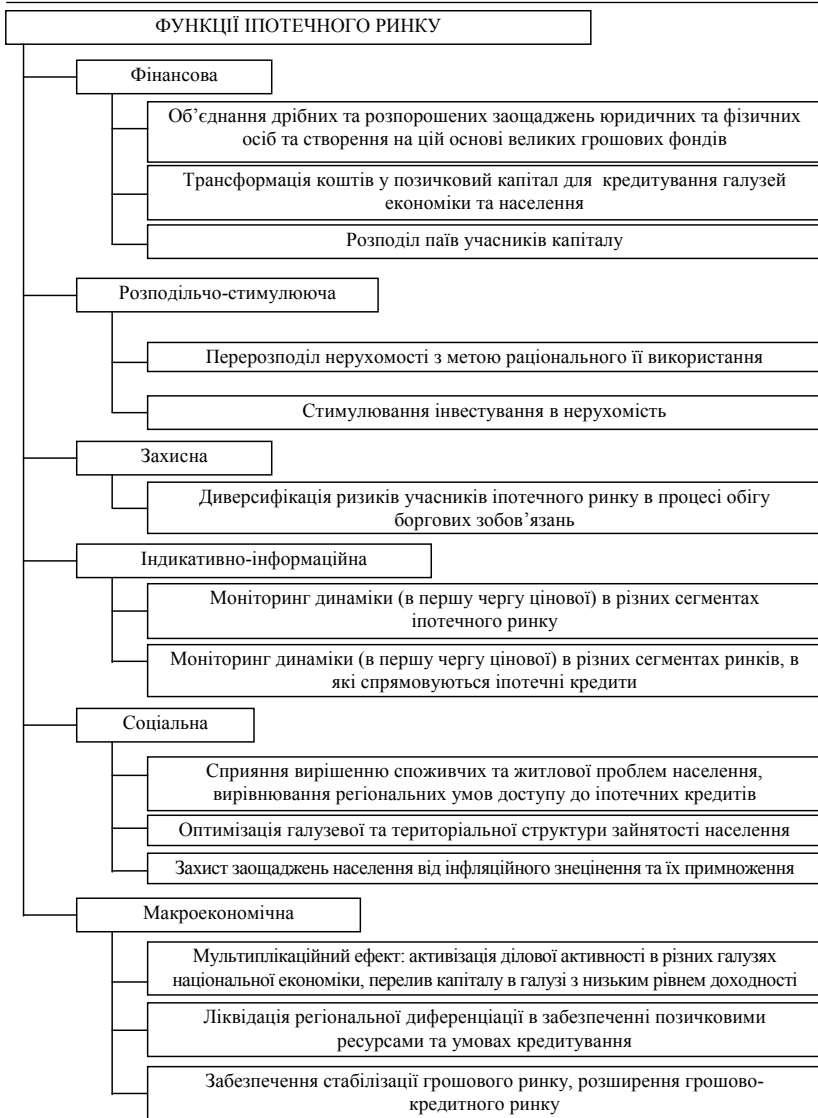 ФУНКЦІЇ ІПОТЕЧНОГО РИНКУ
Фінансова
Об’єднання дрібних та розпорошених заощаджень юридичних та фізичних
осіб та створення на цій основі великих грошових фондів
Трансформація коштів у позичковий капітал для кредитування галузей
економіки та населення
Розподіл паїв учасників капіталу
Розподільчо-стимулююча
Перерозподіл нерухомості з метою раціонального її використання
Стимулювання інвестування в нерухомість
Захисна
Диверсифікація ризиків учасників іпотечного ринку в процесі обігу
боргових зобов’язань
Індикативно-інформаційна
Моніторинг динаміки (в першу чергу цінової) в різних сегментах
іпотечного ринку
Моніторинг динаміки (в першу чергу цінової) в різних сегментах ринків, в
які спрямовуються іпотечні кредити
Соціальна
Сприяння вирішенню споживчих та житлової проблем населення,
вирівнювання регіональних умов доступу до іпотечних кредитів
Оптимізація галузевої та територіальної структури зайнятості населення
Захист заощаджень населення від інфляційного знецінення та їх примноження
Макроекономічна
Мультиплікаційний ефект: активізація ділової активності в різних галузях
національної економіки, перелив капіталу в галузі з низьким рівнем доходності
Ліквідація регіональної диференціації в забезпеченні позичковими
ресурсами та умовах кредитування
Забезпечення стабілізації грошового ринку, розширення грошово-
кредитного ринку